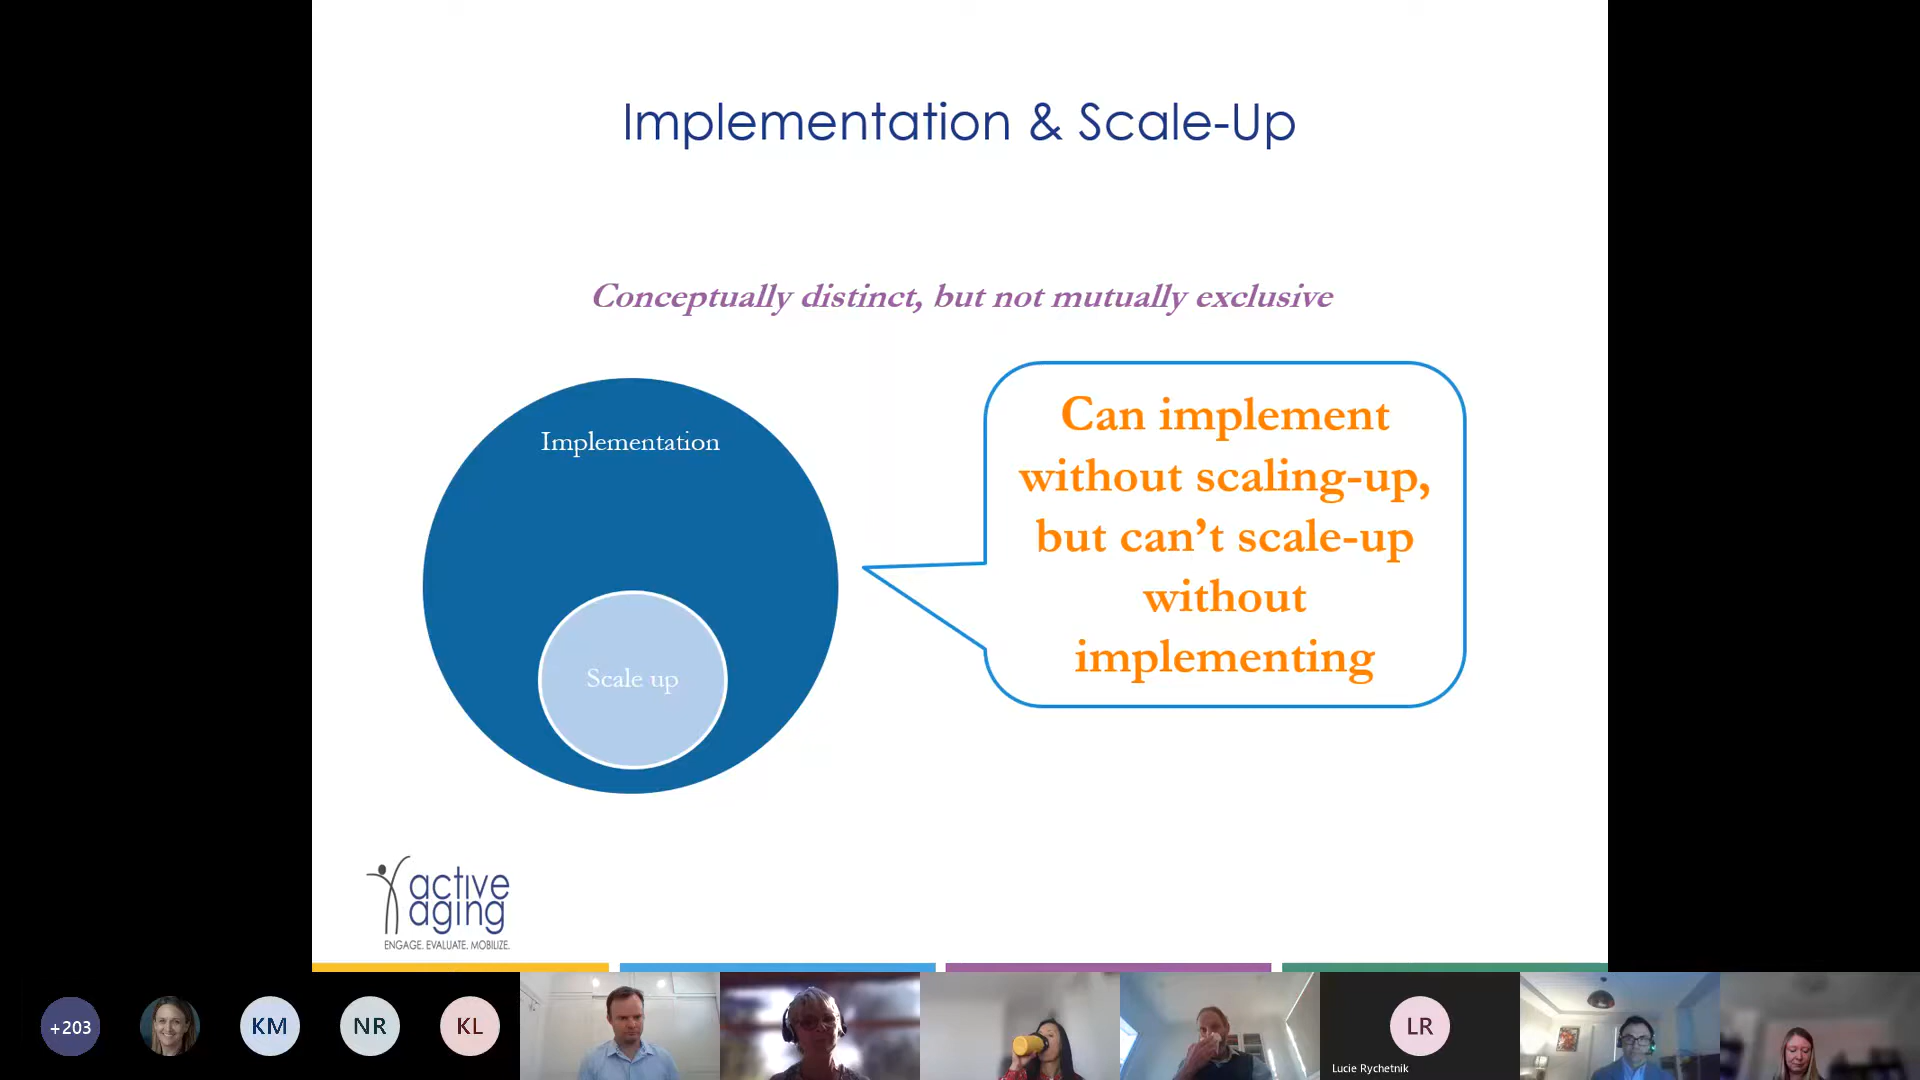 Implementation & Scale-Up
Conceptually distinct, but not mutually exclusive
Implementation
Scale up
Can implement
without scaling-up,
but can’t scale-up
without
implementing
active
aging
ENGAGE. EVALUATE. MOBILIZE.
+203
KM
NR
KL
LR
Lucie Rychetnik